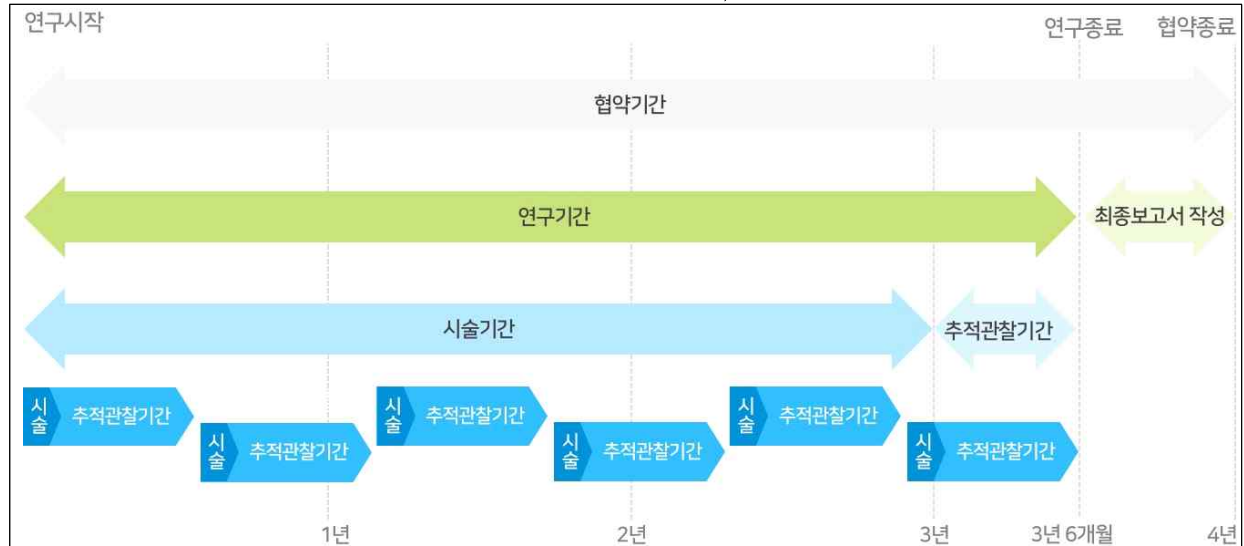 연구시작
연구종료 협약종료
협약기간
연구기간
최종보고서 작성
시술기간
추적관찰기간
시술 추적관찰기간
시술 추적관찰기간
시술 추적관찰기간
시술 추적관찰기간
시술 추적관찰기간
시술 추적관찰기간
1년 2년 3년 3년 6개월 4년